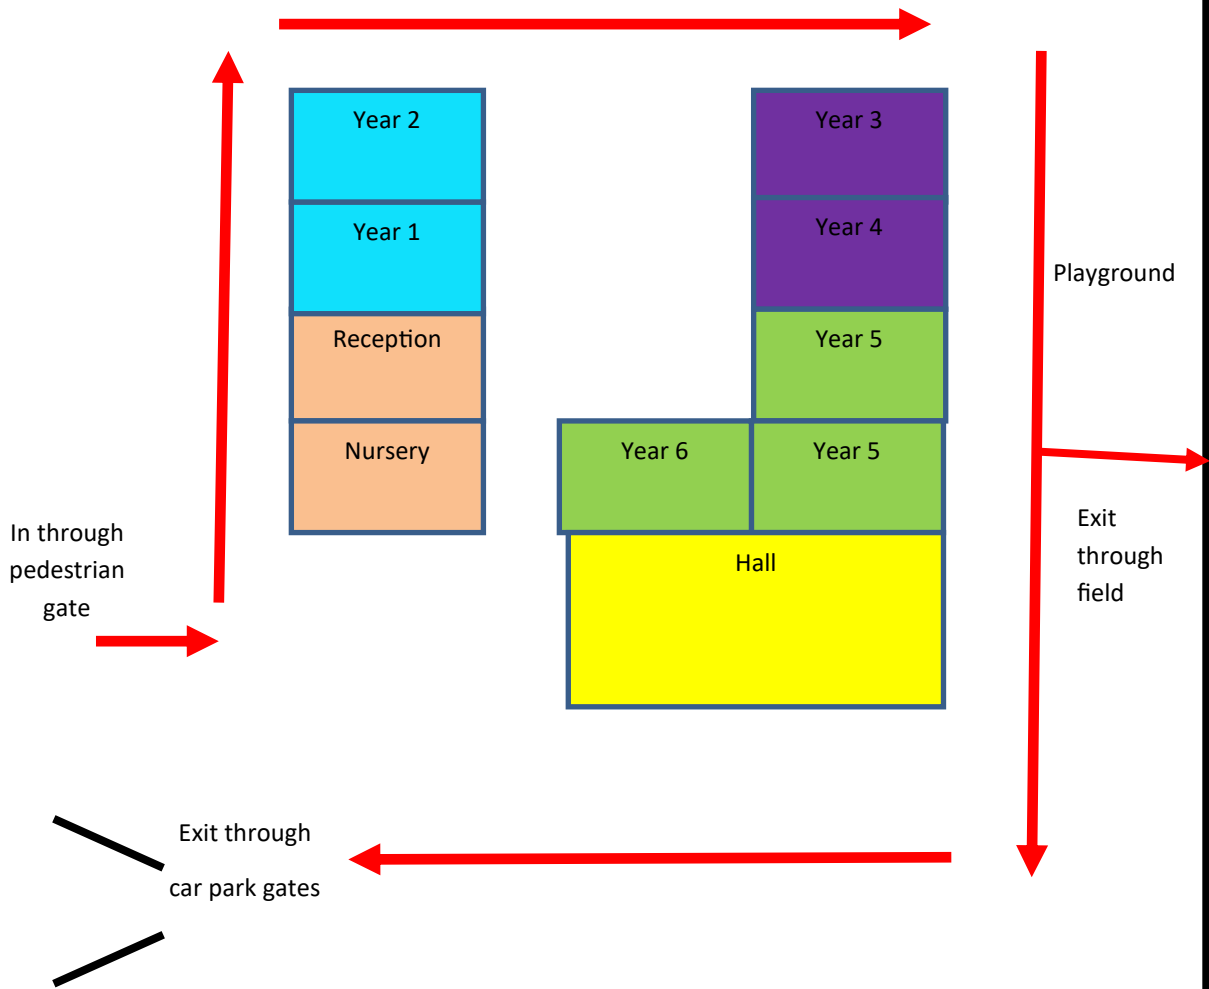 Year 2
Year 3
Year 1
Year 4
Playground
Reception
Year 5
Nursery
Year 6
Year 5
In through
pedestrian
gate
Exit
through
field
Hall
Exit through
car park gates